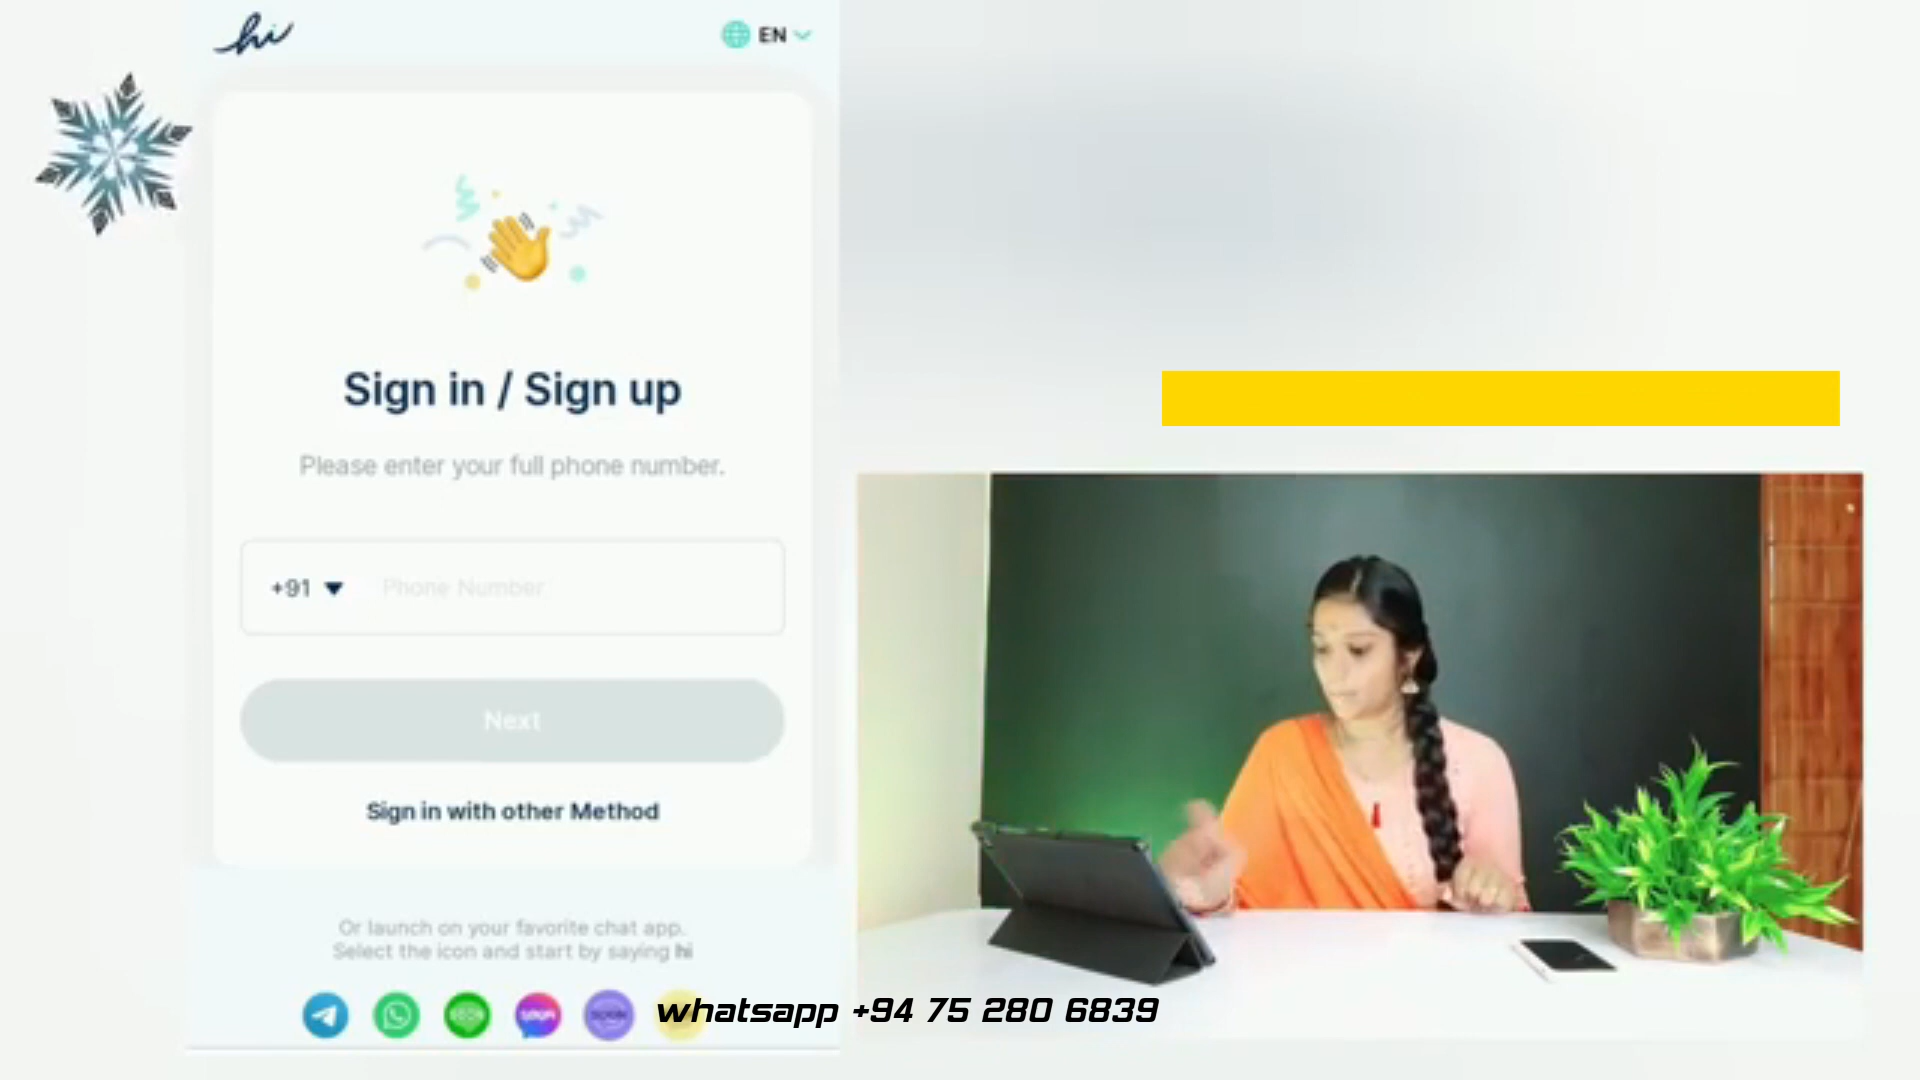 hi
EN
Sign in / Sign up
Please enter your full phone number.
+91
Phone Number
Next
Sign in with other Method
Or launch on your favorite chat app.
Select the icon and start by saying hi
SOON
whatsapp +94 75 280 6839